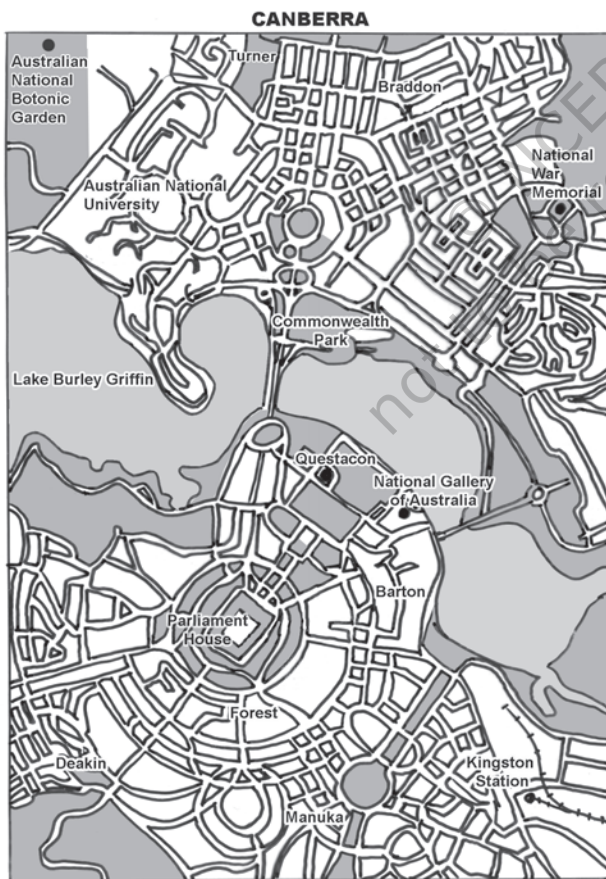 CANBERRA
Australian
National
Botonic
Garden
Turner
Braddon
National
War
Memorial
Australian National
University
Commonwealth
Park
Lake Burley Griffin
Questacon
National Gallery
of Australia
Barton
Parliament
House
Forest
Deakin
Kingston
Station
Manuka